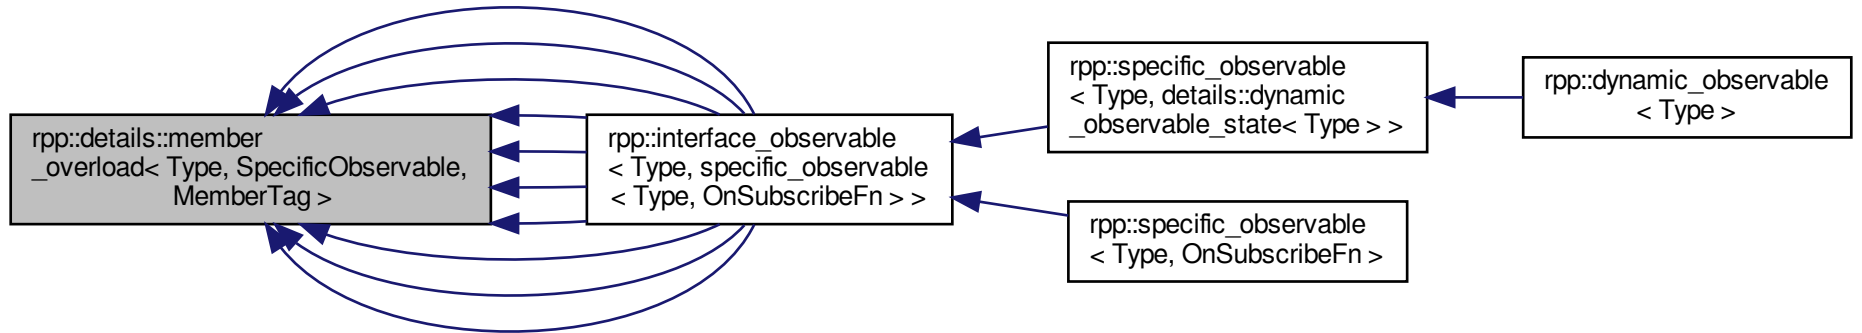 rpp::details::member
_overload< Type, SpecificObservable,
MemberTag >
rpp::interface_observable
< Type, specific_observable
< Type, OnSubscribeFn > >
rpp::specific_observable
< Type, details::dynamic
_observable_state< Type > >
rpp::dynamic_observable
< Type >
rpp::specific_observable
< Type, OnSubscribeFn >